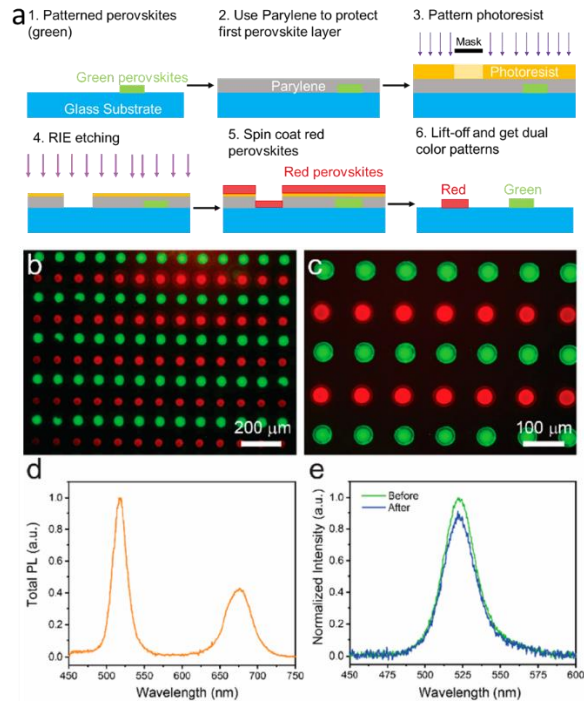 a
1. Patterned perovskites
(green)
2. Use Parylene to protect
first perovskite layer
3. Pattern photoresist
Mask
Green perovskites
Glass Substrate
Parylene
Photoresist
4. RIE etching
5. Spin coat red
perovskites
6. Lift-off and get dual
color patterns
Red perovskites
Red
Green
b
200 μm
c
100 μm
d
Total PL (a.u.)
1.0
0.8
0.6
0.4
0.2
0.0
450 500 550 600 650 700 750
Wavelength (nm)
e
Normalized Intensity (a.u.)
1.0
0.8
0.6
0.4
0.2
0.0
Before
After
450 475 500 525 550 575 600
Wavelength (nm)